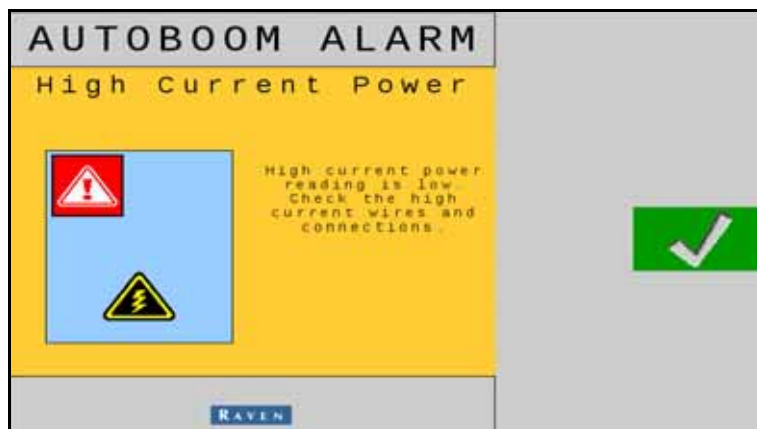 AUTOBOOM ALARM
High Current Power
High current power
reading is low.
Check the high
current wires and
connections.
RAVEN